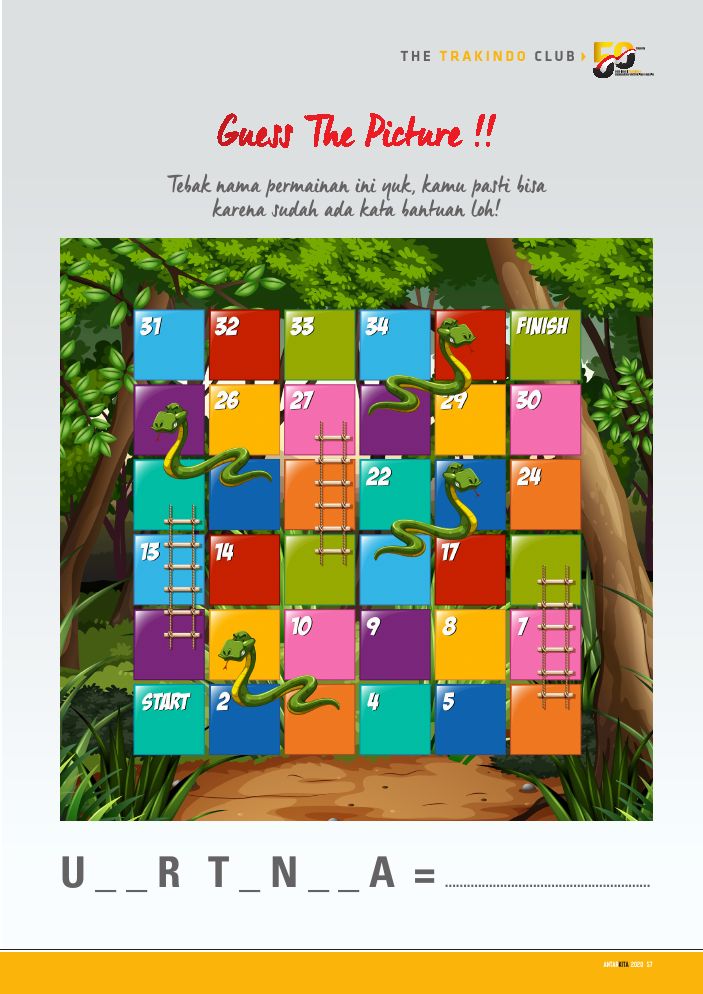 THE TRAKINDO CLUB
50
Guess The Picture !!
Tebak nama permainan ini yuk, kamu pasti bisa
karena sudah ada kata bantuan loh!
31 32 33 34 FINISH
26 27 29 30
22 24
13 14 17
10 9 8 7
START 2 4 5
U _ _ R T _ N _ _ A = ........................................................
ANTARKITA 2020 57